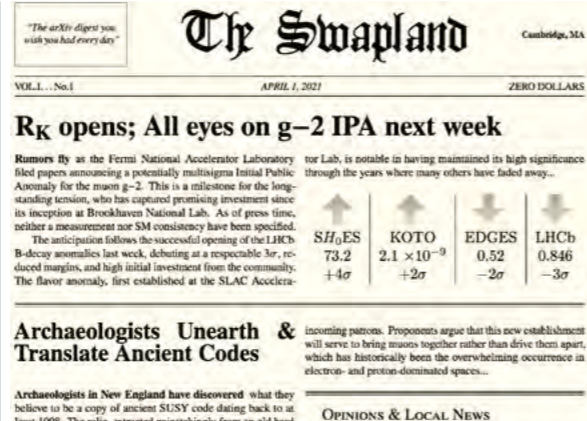 "The arXiv digest you
wish you had every day"
The Swapland
Cambridge, MA
VOL.I. . . No.1
APRIL 1, 2021
ZERO DOLLARS
RK opens; All eyes on g−2 IPA next week
Rumors fly as the Fermi National Accelerator Laboratory
filed papers announcing a potentially multisigma Initial Public
Anomaly for the muon g−2. This is a milestone for the long-
standing tension, who has captured promising investment since
its inception at Brookhaven National Lab. As of press time,
neither a measurement nor SM consistency have been specified.
The anticipation follows the successful opening of the LHCb
B-decay anomalies last week, debuting at a respectable 3σ, re-
duced margins, and high initial investment from the community.
The flavor anomaly, first established at the SLAC Accelera-
tor Lab, is notable in having maintained its high significance
through the years where many others have faded away...
SH0ES KOTO EDGES LHCb
73.2 2.1 ×10−9 0.52 0.846
+4σ +2σ −2σ −3σ
Archaeologists Unearth &
Translate Ancient Codes
Archaeologists in New England have discovered what they
believe to be a copy of ancient SUSY code dating back to at
incoming patrons. Proponents argue that this new establishment
will serve to bring muons together rather than drive them apart,
which has historically been the overwhelming occurrence in
electron- and proton-dominated spaces...
OPINIONS & LOCAL NEWS